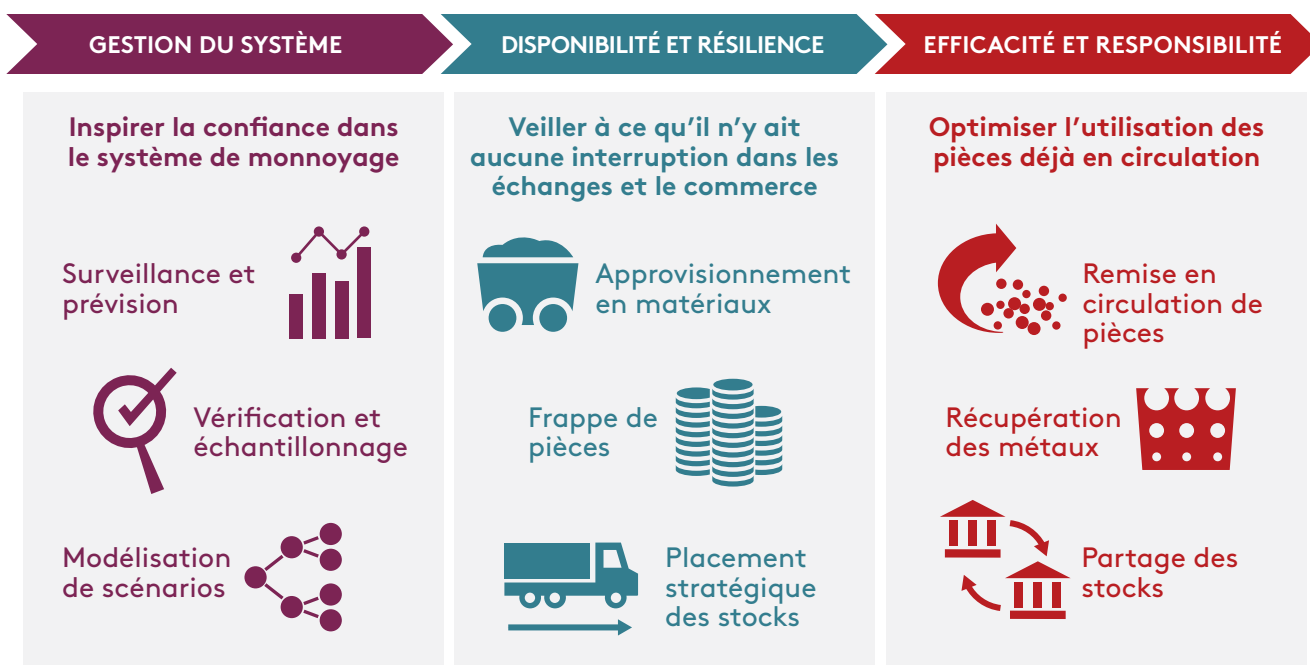 GESTION DU SYSTÈME
DISPONIBILITÉ ET RÉSILIENCE
EFFICACITÉ ET RESPONSIBILITÉ
Inspirer la confiance dans
le système de monnoyage
Surveillance et
prévision
Vérification et
échantillonnage
Modélisation
de scénarios
Veiller à ce qu’il n’y ait
aucune interruption dans les
échanges et le commerce
Approvisionnement
en matériaux
Frappe de
pièces
Placement
stratégique
des stocks
Optimiser l’utilisation des
pièces déjà en circulation
Remise en
circulation de
pièces
Récupération
des métaux
Partage des
stocks